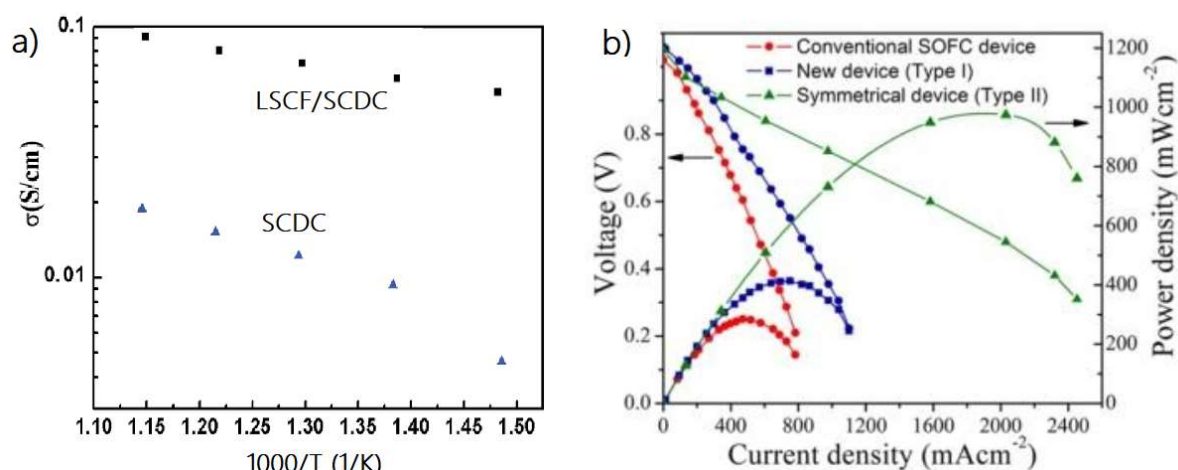 a)
0.1
0.01
σ(S/cm)
LSCF/SCDC
SCDC
1.10 1.15 1.20 1.25 1.30 1.35 1.40 1.45 1.50
1000/T (1/K)
b)
Conventional SOFC device
New device (Type I)
Symmetrical device (Type II)
0.8
0.6
0.4
0.2
0.0
Voltage (V)
1200
1000
800
600
400
200
0
Power density (mWcm-2)
0 400 800 1200 1600 2000 2400
Current density (mAcm-2)